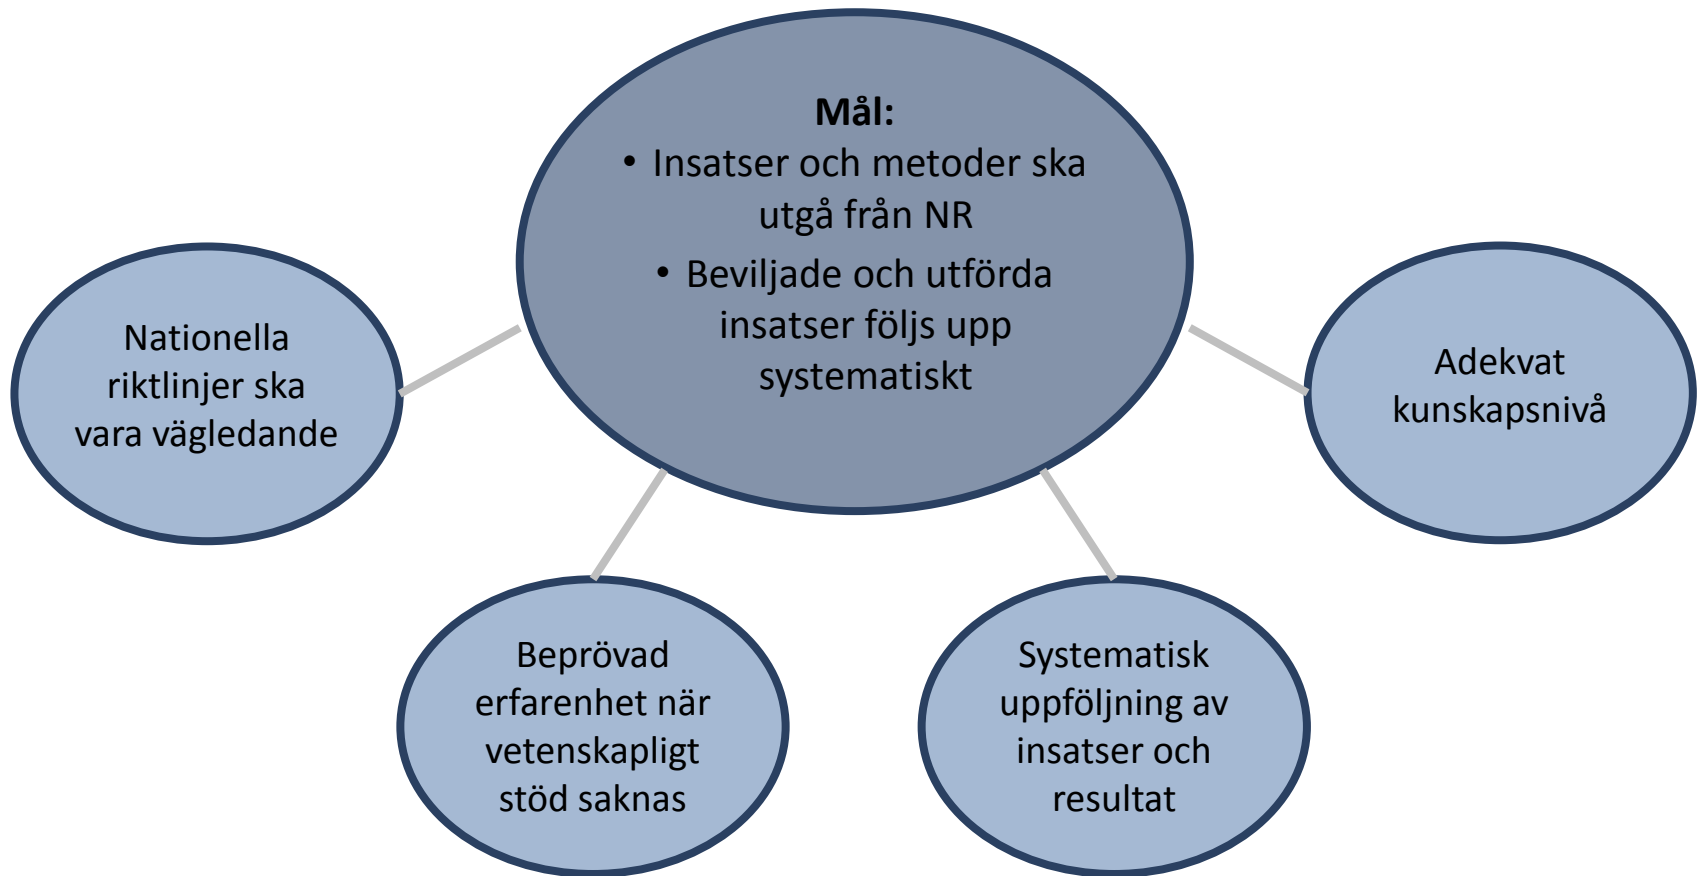 Mål:
• Insatser och metoder ska
utgå från NR
• Beviljade och utförda
insatser följs upp
systematiskt
Nationella
riktlinjer ska
vara vägledande
Adekvat
kunskapsnivå
Beprövad
erfarenhet när
vetenskapligt
stöd saknas
Systematisk
uppföljning av
insatser och
resultat